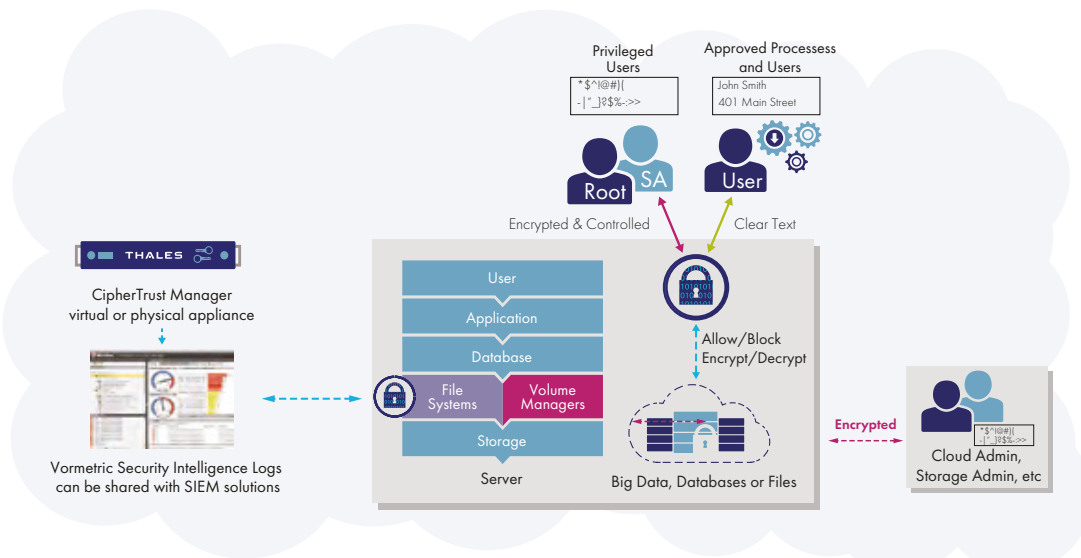 Privileged
Users
*$^!@#)(
-|"_}?$%-:>>
Approved Processess
and Users
John Smith
401 Main Street
Root
SA
User
Encrypted & Controlled
Clear Text
THALES
CipherTrust Manager
virtual or physical appliance
Vormetric Security Intelligence Logs
can be shared with SIEM solutions
User
Application
Database
File
Systems
Volume
Managers
Storage
Server
Allow/Block
Encrypt/Decrypt
Big Data, Databases or Files
Encrypted
*$^!@#)(
-|"_}?$%-:>>
Cloud Admin,
Storage Admin, etc